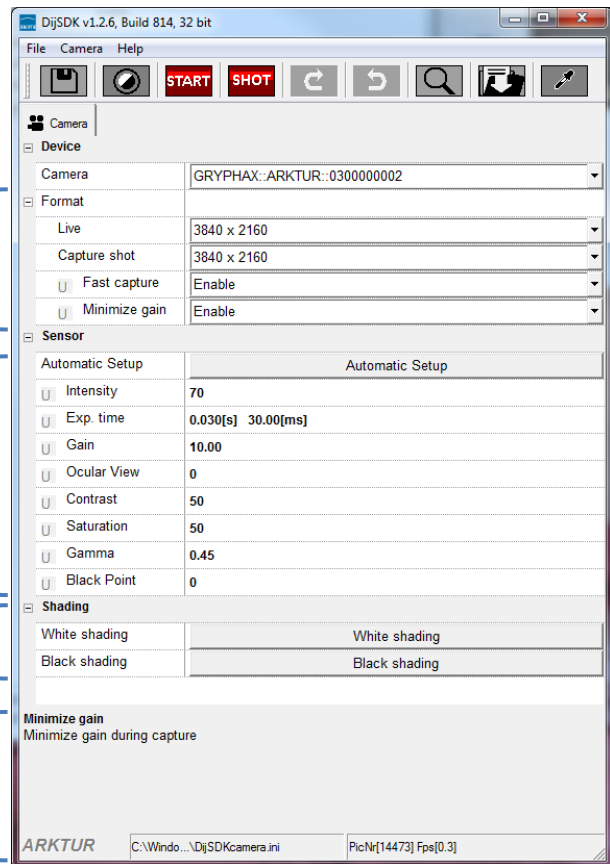 DijSDK v1.2.6, Build 814, 32 bit
File Camera Help
START SHOT
Camera
Device
Camera GRYPHAX::ARKTUR::0300000002
Format
Live 3840 x 2160
Capture shot 3840 x 2160
U Fast capture Enable
U Minimize gain Enable
Sensor
Automatic Setup Automatic Setup
U Intensity 70
U Exp. time 0.030[s] 30.00[ms]
U Gain 10.00
U Ocular View 0
U Contrast 50
U Saturation 50
U Gamma 0.45
U Black Point 0
Shading
White shading White shading
Black shading Black shading
Minimize gain
Minimize gain during capture
ARKTUR C:\Windo...\DijSDKcamera.ini PicNr[14473] Fps[0.3]